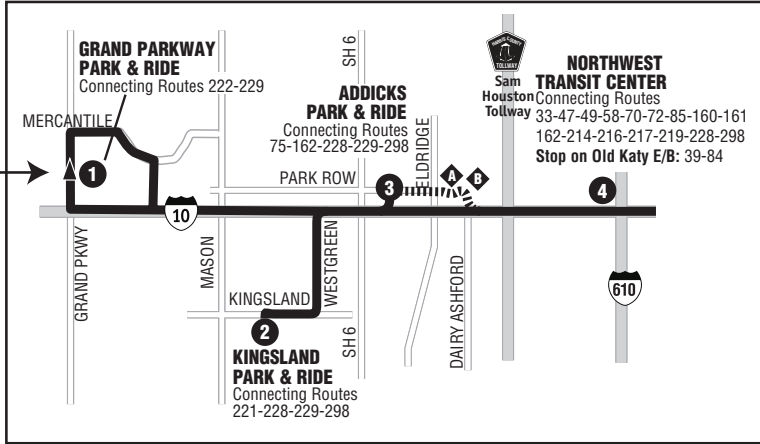 GRAND PARKWAY
PARK & RIDE
Connecting Routes 222-229
MERCANTILE
1
10
GRAND PKWY
MASON
KINGSLAND
2
KINGSLAND
PARK & RIDE
Connecting Routes
221-228-229-298
WESTGREEN
SH 6
SH 6
ADDICKS
PARK & RIDE
Connecting Routes
75-162-228-229-298
PARK ROW
3
ELDRIDGE
A
B
DAIRY ASHFORD
HARRIS COUNTY
TOLLWAY
Sam
Houston
Tollway
NORTHWEST
TRANSIT CENTER
Connecting Routes
33-47-49-58-70-72-85-160-161
162-214-216-217-219-228-298
Stop on Old Katy E/B: 39-84
4
610